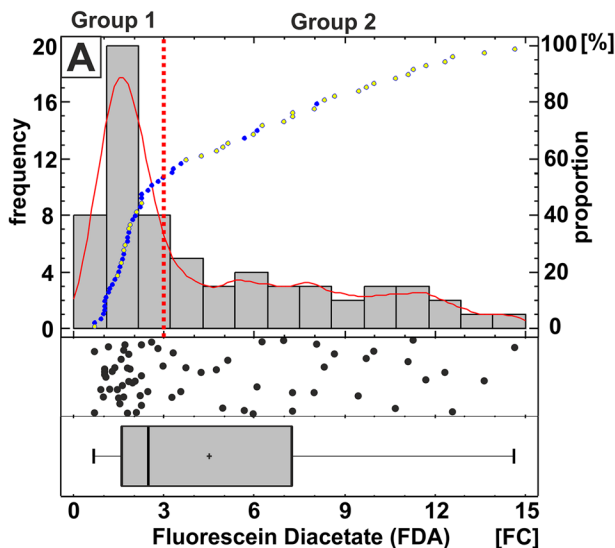 Group 1 Group 2
A
20 100 [%]
16 80
12 60
8 40
4 20
0 0
frequency
proportion
0 3 6 9 12 15
Fluorescein Diacetate (FDA) [FC]